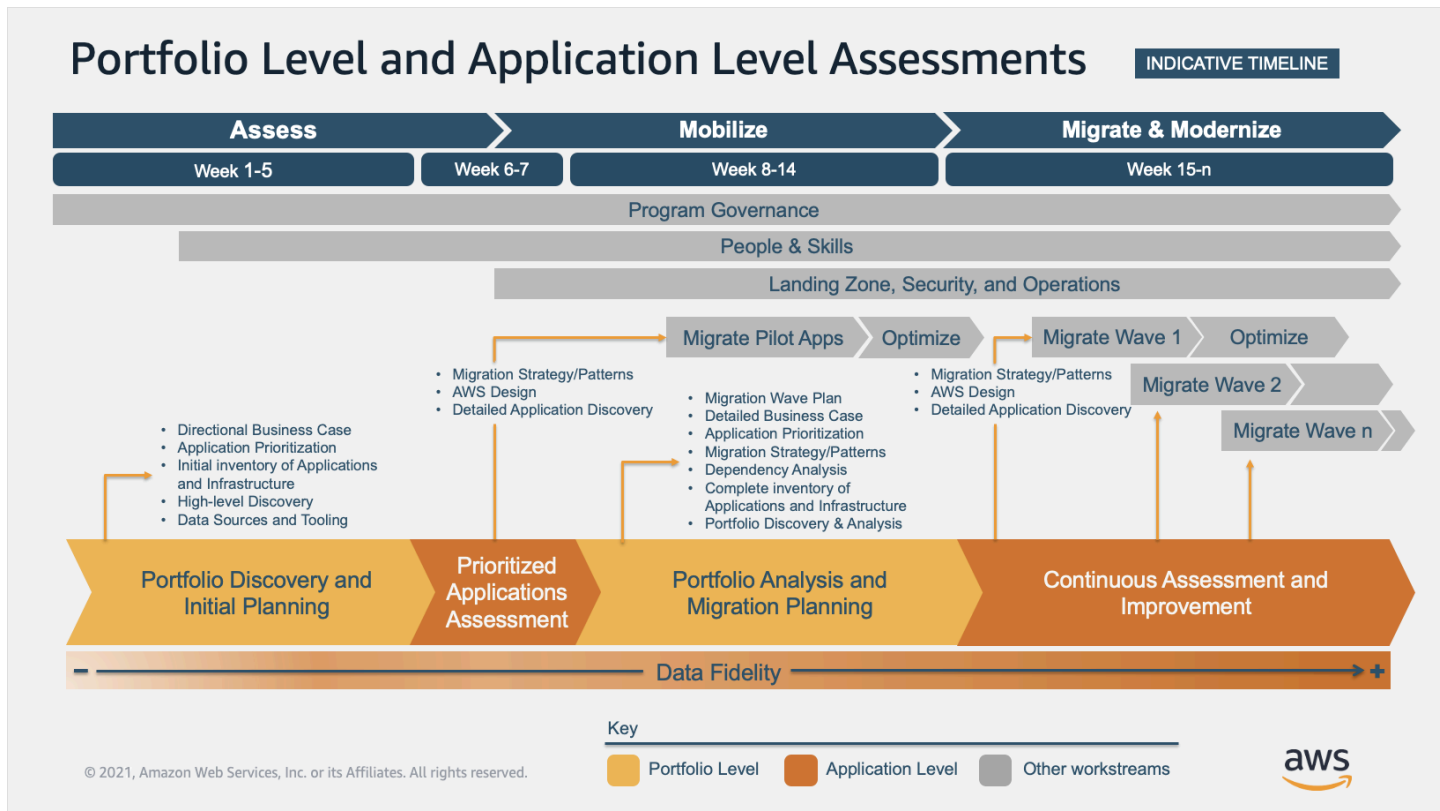 Portfolio Level and Application Level Assessments
INDICATIVE TIMELINE
Assess
Mobilize
Migrate & Modernize
Week 1-5
Week 6-7
Week 8-14
Week 15-n
Program Governance
People & Skills
Landing Zone, Security, and Operations
Migrate Pilot Apps
Optimize
Migrate Wave 1
Optimize
Migrate Wave 2
Migrate Wave n
• Directional Business Case
• Application Prioritization
• Initial inventory of Applications
and Infrastructure
• High-level Discovery
• Data Sources and Tooling
• Migration Strategy/Patterns
• AWS Design
• Detailed Application Discovery
• Migration Wave Plan
• Detailed Business Case
• Application Prioritization
• Migration Strategy/Patterns
• Dependency Analysis
• Complete inventory of
Applications and Infrastructure
• Portfolio Discovery & Analysis
• Migration Strategy/Patterns
• AWS Design
• Detailed Application Discovery
Portfolio Discovery and
Initial Planning
Prioritized
Applications
Assessment
Portfolio Analysis and
Migration Planning
Continuous Assessment and
Improvement
- Data Fidelity +
Key
Portfolio Level
Application Level
Other workstreams
© 2021, Amazon Web Services, Inc. or its Affiliates. All rights reserved.
aws